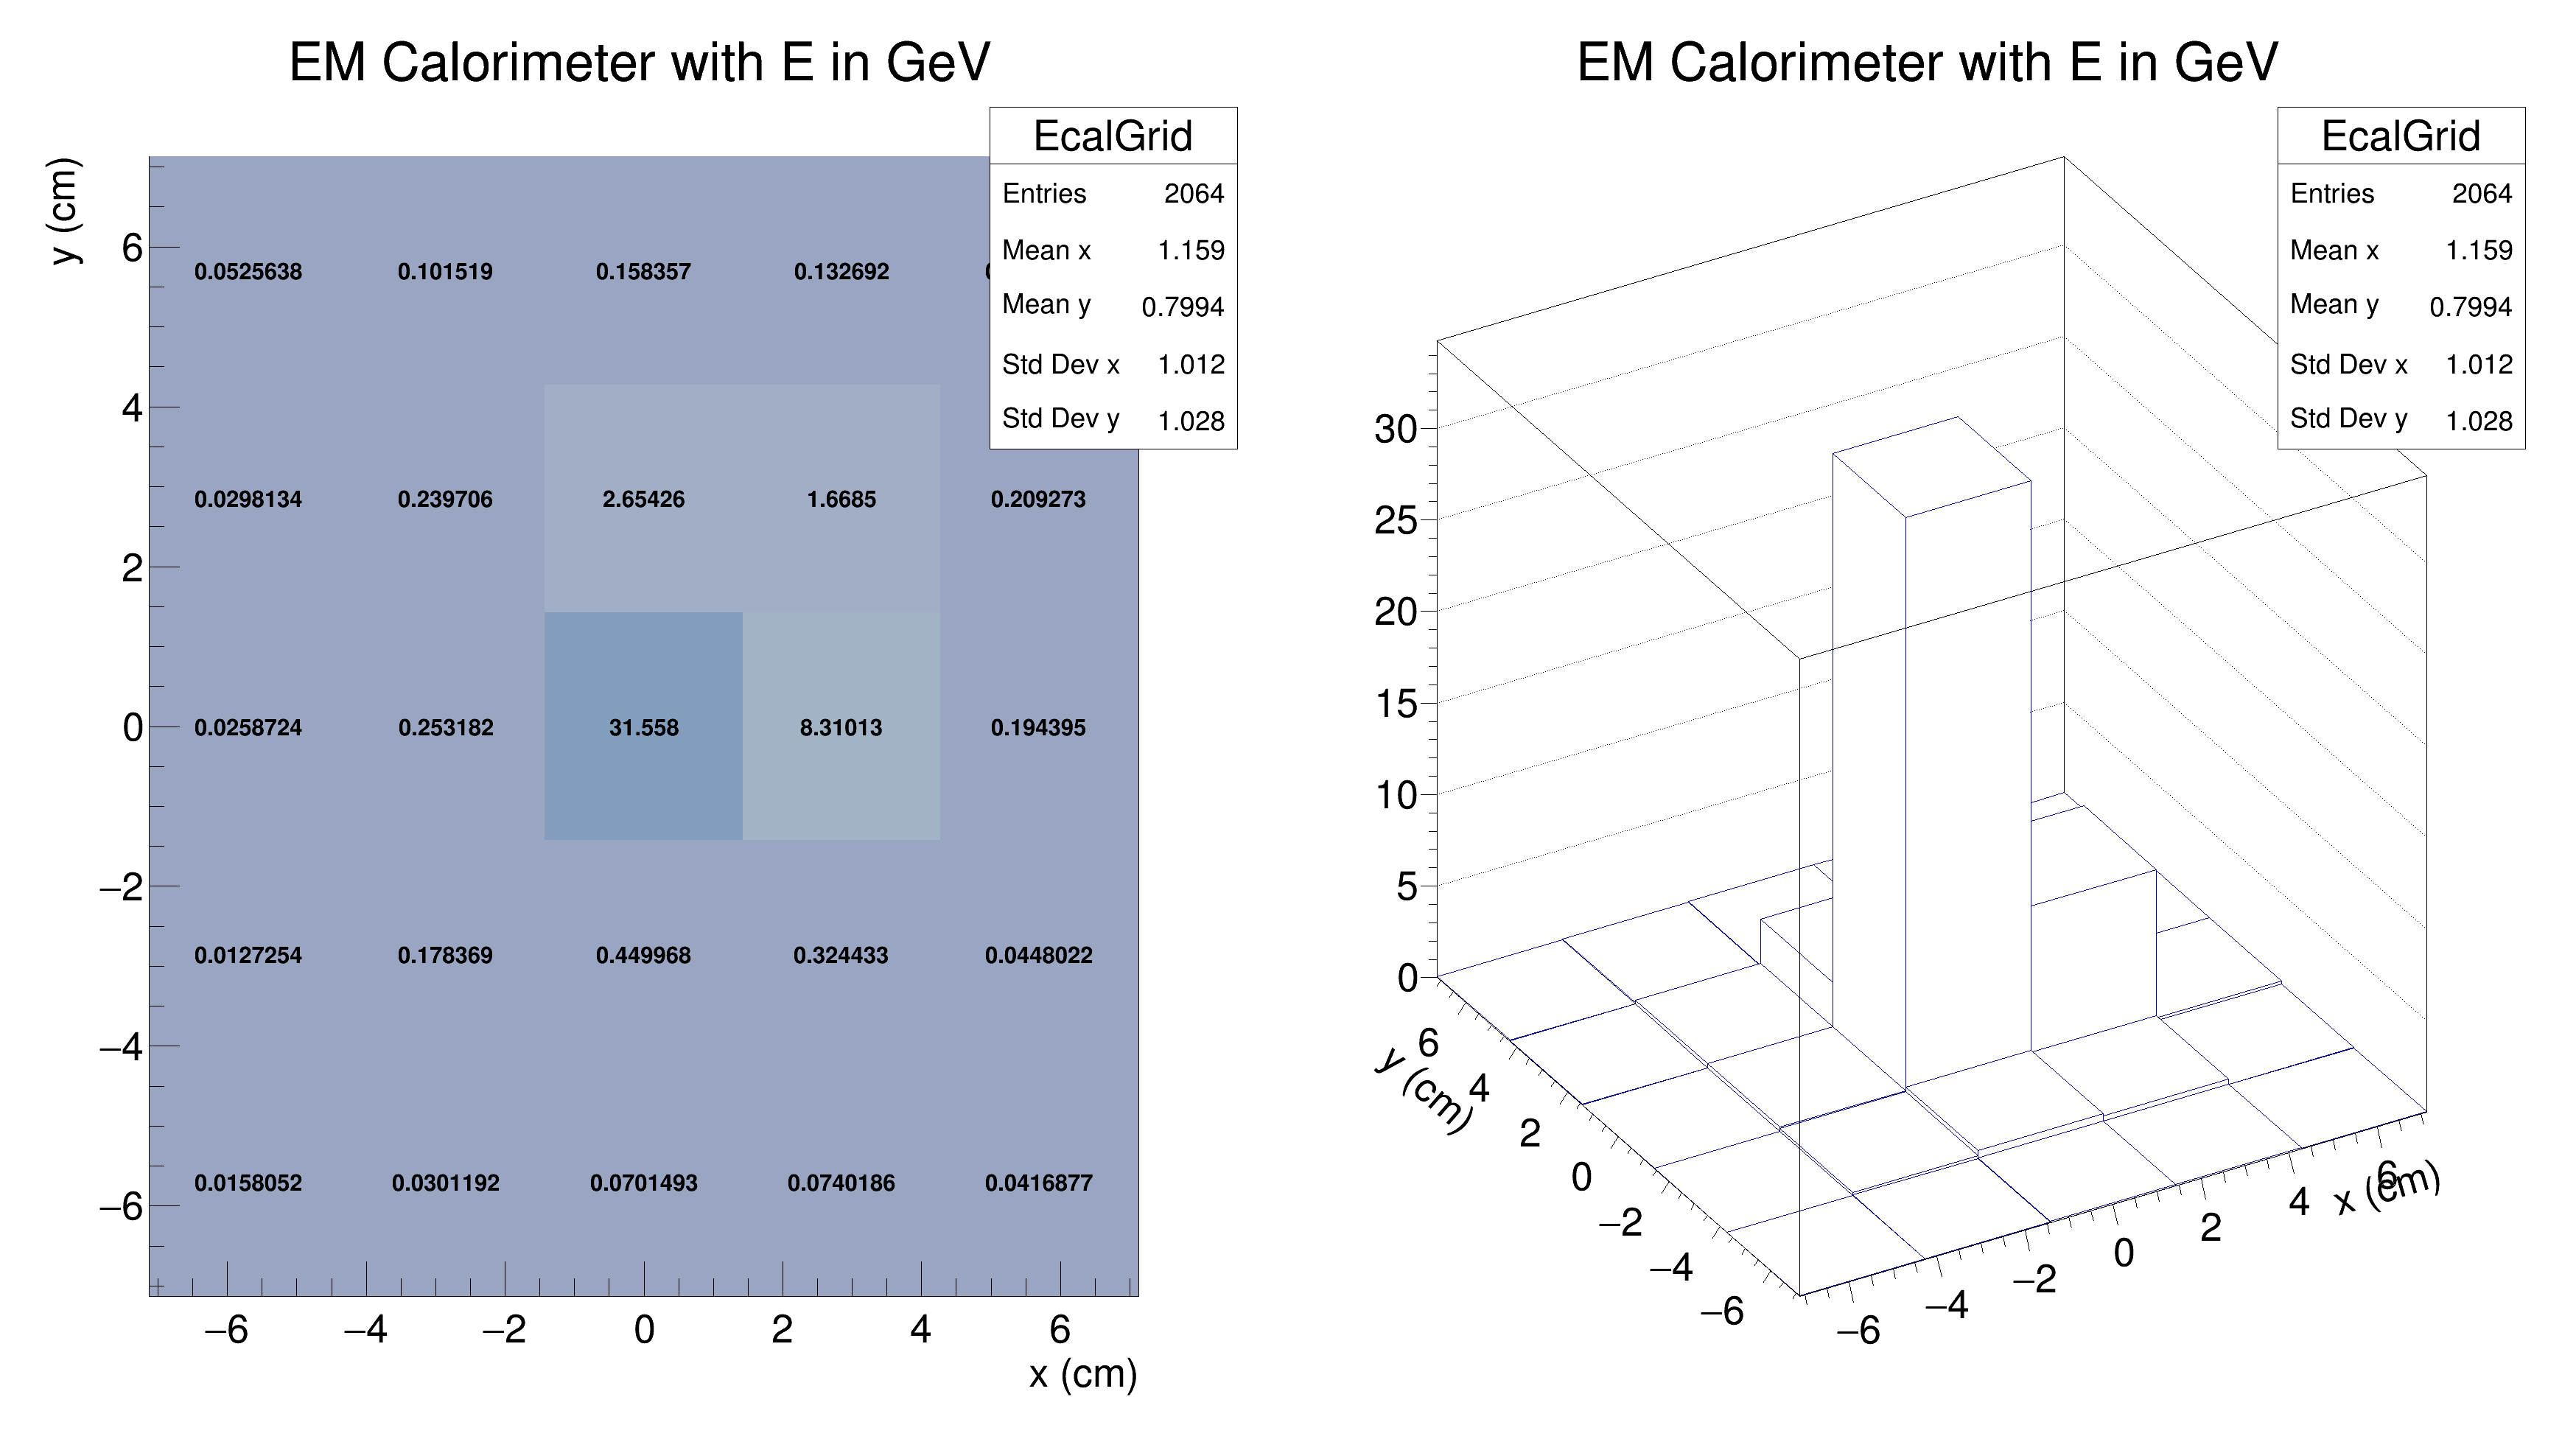 EM Calorimeter with E in GeV
EcalGrid
Entries 2064
Mean x 1.159
Mean y 0.7994
Std Dev x 1.012
Std Dev y 1.028
y (cm)
6
4
2
0
−2
−4
−6
0.0525638 0.101519 0.158357 0.132692
0.0298134 0.239706 2.65426 1.6685 0.209273
0.0258724 0.253182 31.558 8.31013 0.194395
0.0127254 0.178369 0.449968 0.324433 0.0448022
0.0158052 0.0301192 0.0701493 0.0740186 0.0416877
−6 −4 −2 0 2 4 6
x (cm)
EM Calorimeter with E in GeV
EcalGrid
Entries 2064
Mean x 1.159
Mean y 0.7994
Std Dev x 1.012
Std Dev y 1.028
30
25
20
15
10
5
0
6
4
2
0
−2
−4
−6
y (cm)
−6
−4
−2
0
2
4
6
x (cm)